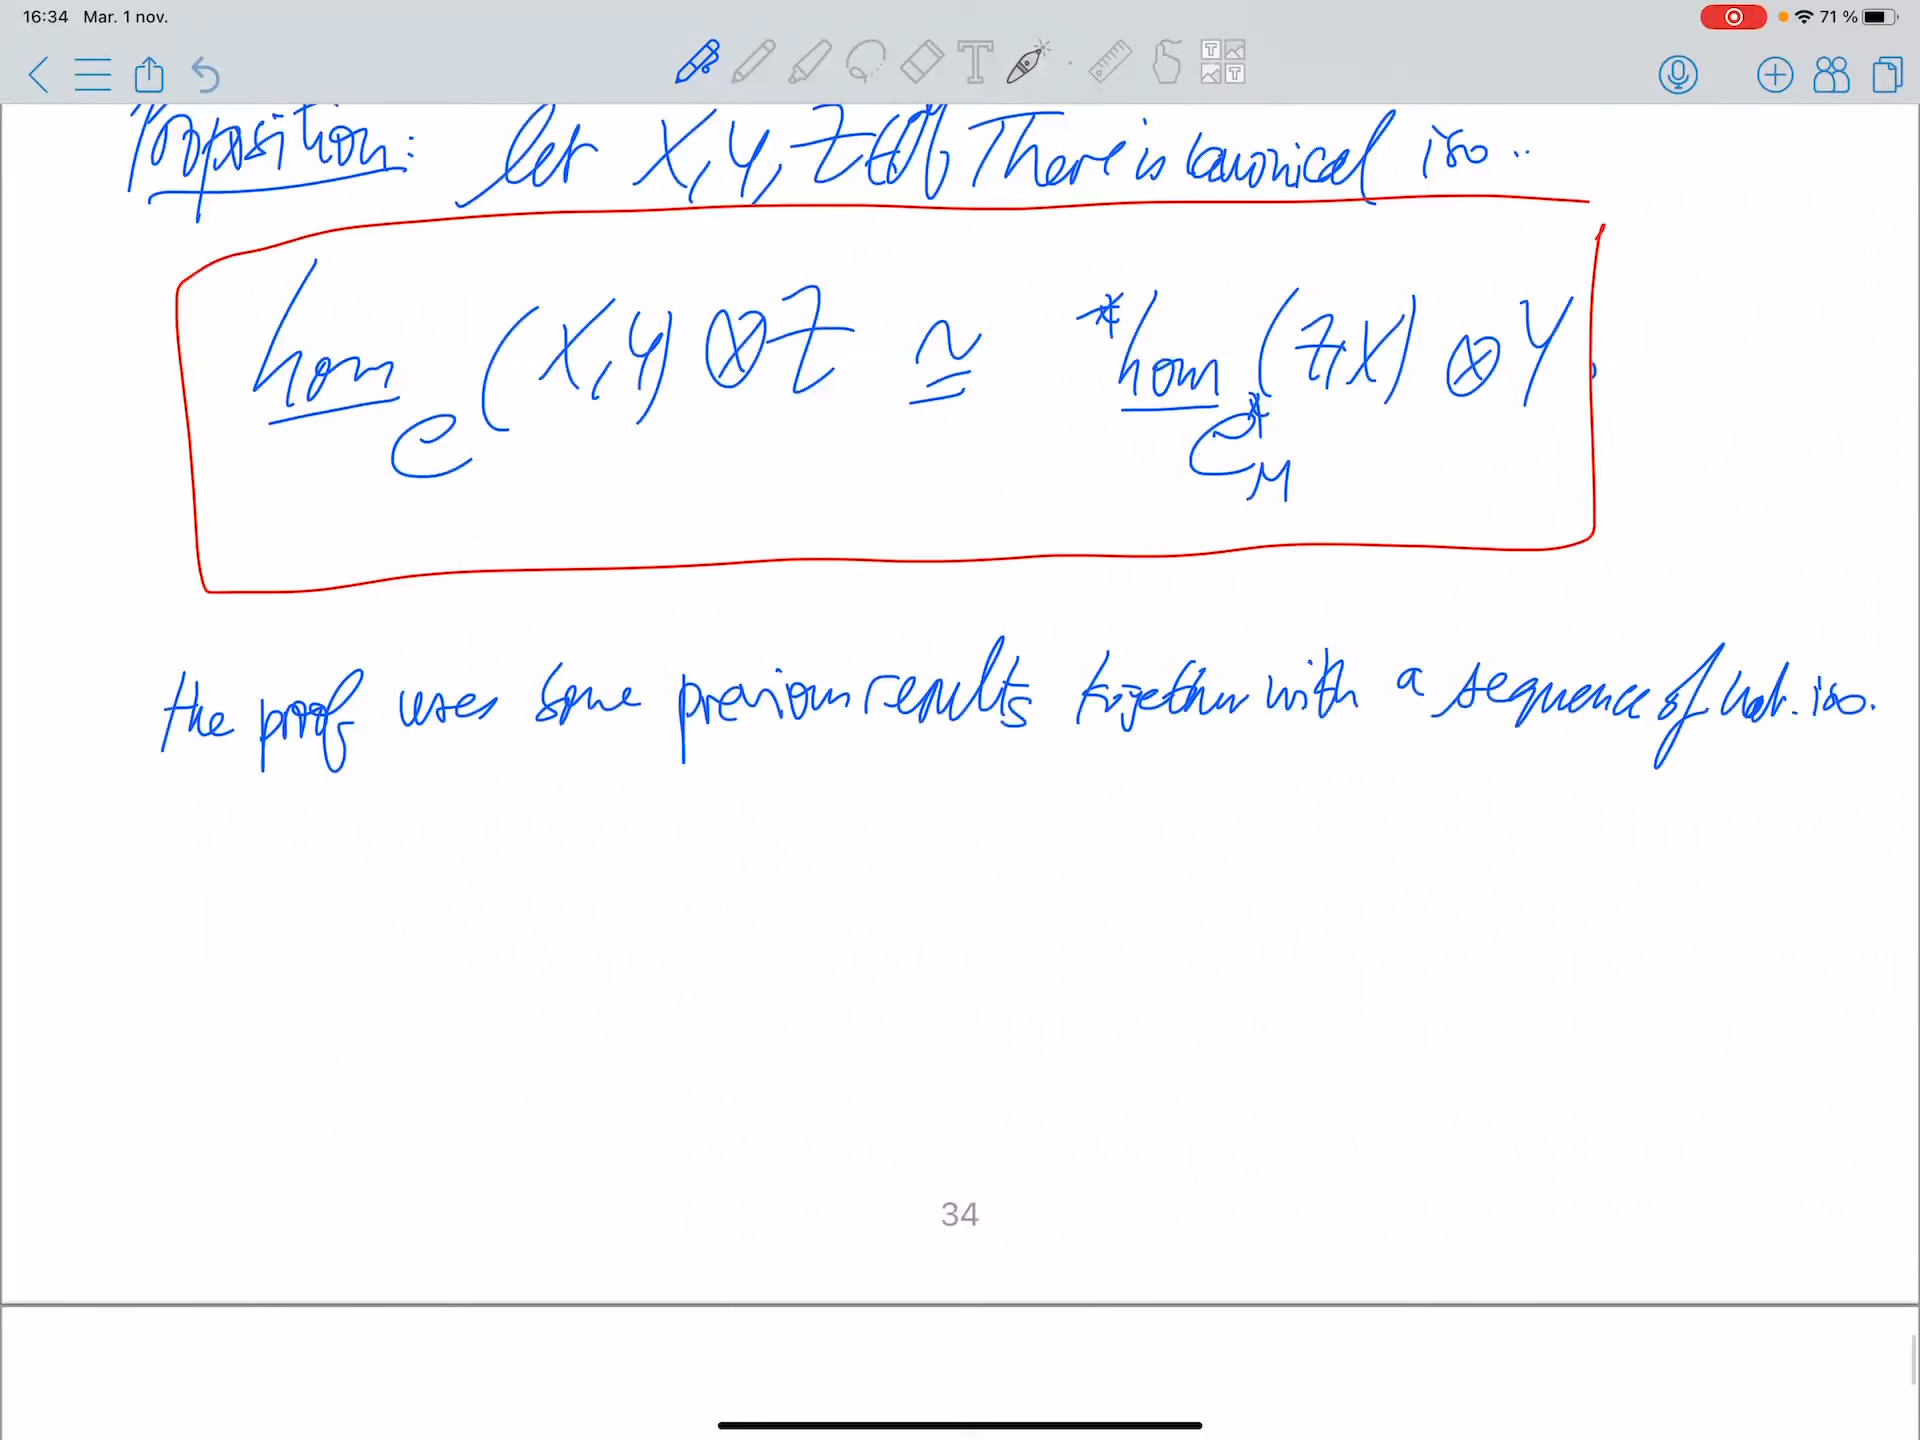 16:34 Mar. 1 nov. 71 %
Proposition: let X, Y, Z ∈ M There is canonical iso..
hom_C (X,Y) ⊗ Z ≅ *hom_{C*_M} (Z,X) ⊗ Y.
the proof uses some previous results together with a sequence of nat. iso.
34